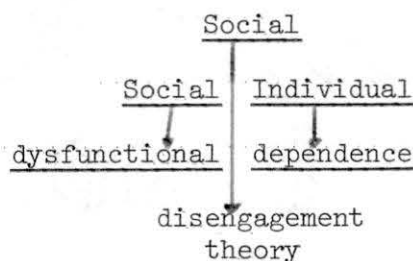 Social
Social Individual
dysfunctional dependence
disengagement
theory